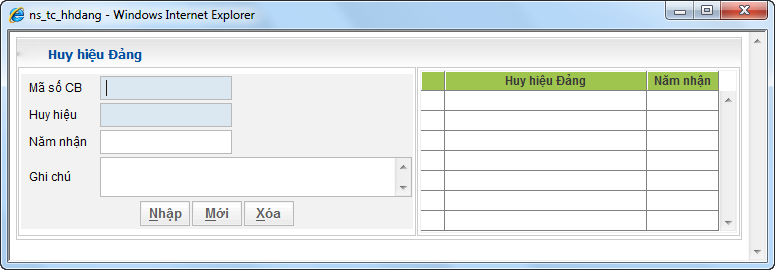 ns_tc_hhdang - Windows Internet Explorer
Huy hiệu Đảng
Mã số CB
Huy hiệu
Năm nhận
Ghi chú
Nhập Mới Xóa
Huy hiệu Đảng Năm nhận